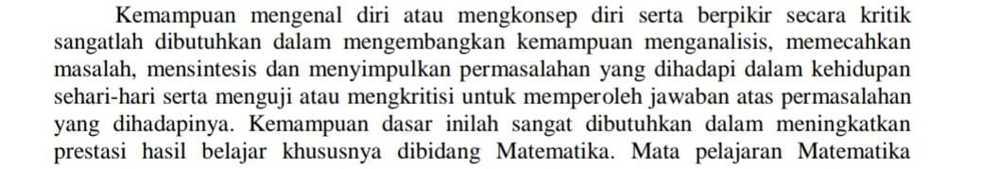 Kemampuan mengenal diri atau mengkonsep diri serta berpikir secara kritik
sangatlah dibutuhkan dalam mengembangkan kemampuan menganalisis, memecahkan
masalah, mensintesis dan menyimpulkan permasalahan yang dihadapi dalam kehidupan
sehari-hari serta menguji atau mengkritisi untuk memperoleh jawaban atas permasalahan
yang dihadapinya. Kemampuan dasar inilah sangat dibutuhkan dalam meningkatkan
prestasi hasil belajar khususnya dibidang Matematika. Mata pelajaran Matematika